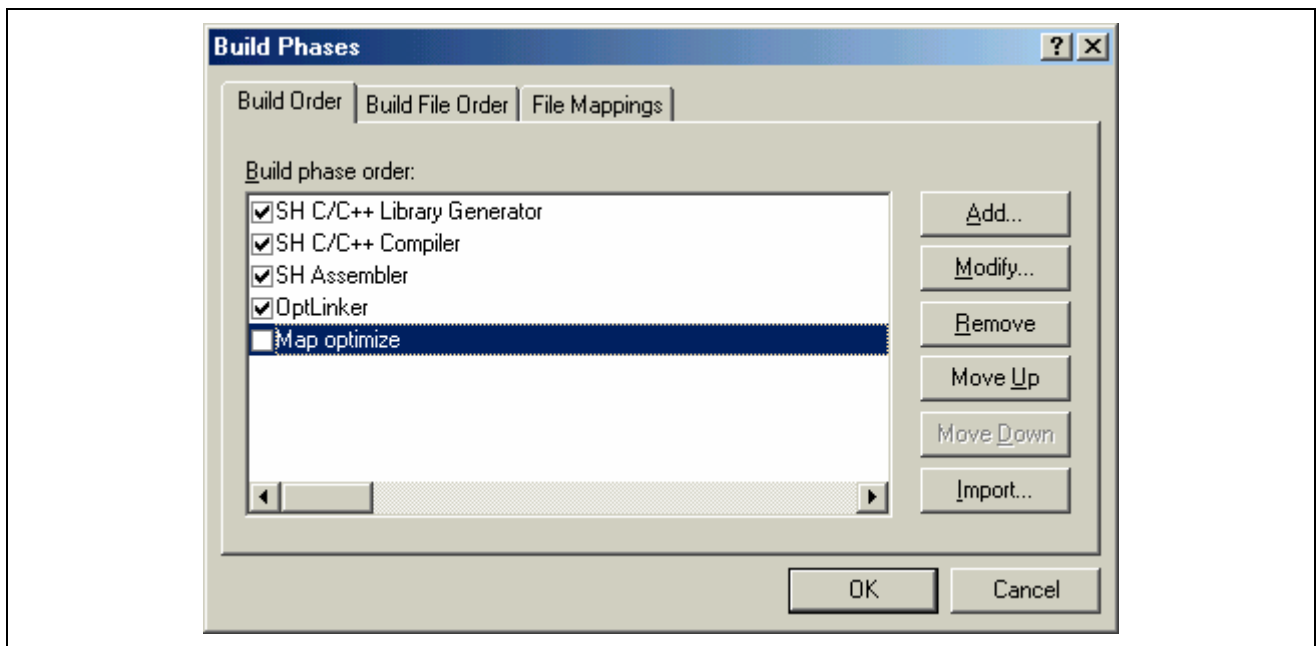 Build Phases
Build Order Build File Order File Mappings
Build phase order:
SH C/C++ Library Generator
SH C/C++ Compiler
SH Assembler
OptLinker
Map optimize
Add...
Modify...
Remove
Move Up
Move Down
Import...
OK Cancel